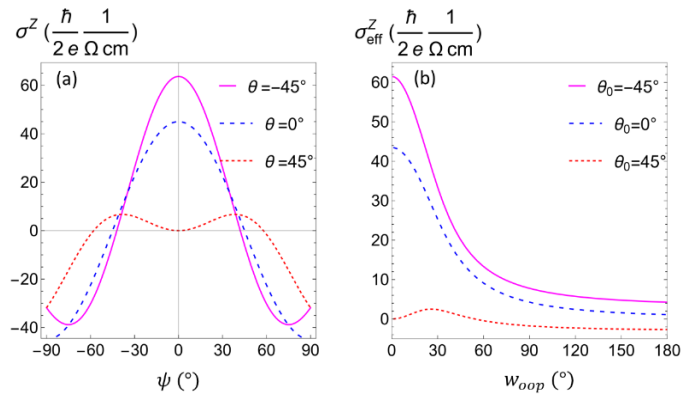 σ^Z (ħ/2e 1/Ω cm)
(a)
θ=−45°
θ=0°
θ=45°
60
40
20
0
−20
−40
−90 −60 −30 0 30 60 90
ψ (°)
σ^Z_eff (ħ/2e 1/Ω cm)
(b)
θ₀=−45°
θ₀=0°
θ₀=45°
60
50
40
30
20
10
0
0 30 60 90 120 150 180
w_oop (°)